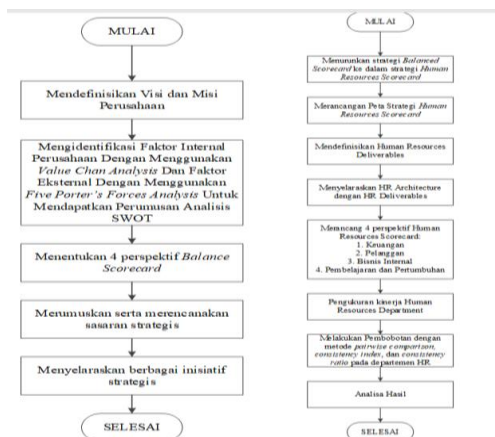 MULAI
Mendefinisikan Visi dan Misi
Perusahaan
Mengidentifikasi Faktor Internal
Perusahaan Dengan Menggunakan
Value Chan Analysis Dan Faktor
Eksternal Dengan Menggunakan
Five Porter's Forces Analysis Untuk
Mendapatkan Perumusan Analisis
SWOT
Menentukan 4 perspektif Balance
Scorecard
Merumuskan serta merencanakan
sasaran strategis
Menyelaraskan berbagai inisiatif
strategis
SELESAI
MULAI
Menurunkan strategi Balanced
Scorecard ke dalam strategi Human
Resources Scorecard
Merancangan Peta Strategi Human
Resources Scorecard
Mendefinisikan Human Resources
Deliverables
Menyelaraskan HR Architecture
dengan HR Deliverables
Merancang 4 perspektif Human
Resources Scorecard:
1. Keuangan
2. Pelanggan
3. Bisnis Internal
4. Pembelajaran dan Pertumbuhan
Pengukuran kinerja Human
Resources Department
Melakukan Pembobotan dengan
metode pairwise comparison,
consistency index, dan consistency
ratio pada departemen HR
Analisa Hasil
SELESAI